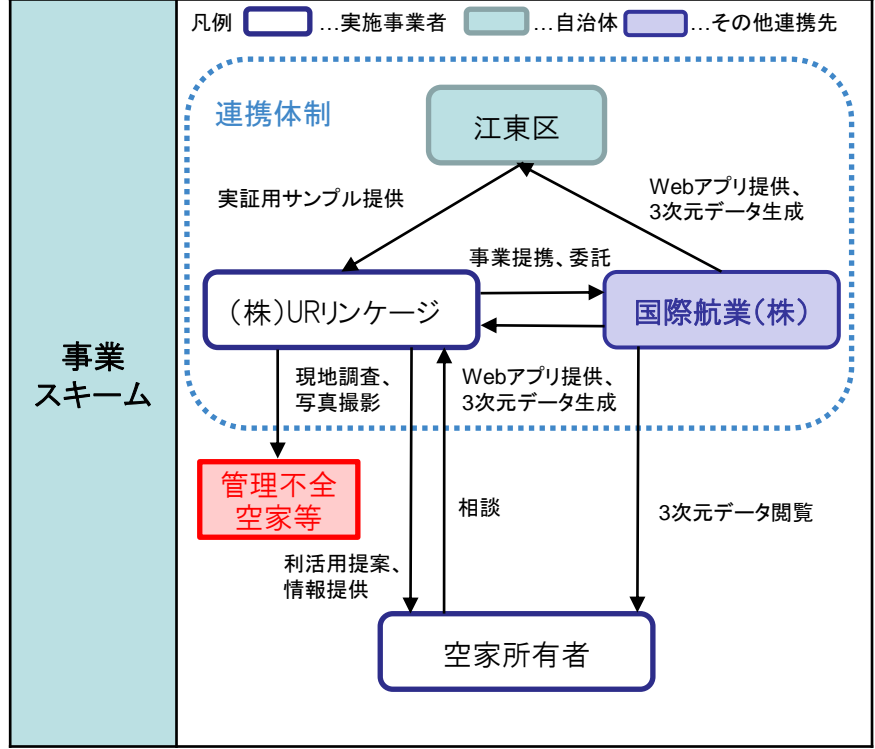 凡例 …実施事業者 …自治体 …その他連携先
連携体制
江東区
実証用サンプル提供
Webアプリ提供、
3次元データ生成
事業提携、委託
(株)URリンケージ
国際航業(株)
事業
スキーム
現地調査、
写真撮影
Webアプリ提供、
3次元データ生成
管理不全
空家等
相談
3次元データ閲覧
利活用提案、
情報提供
空家所有者